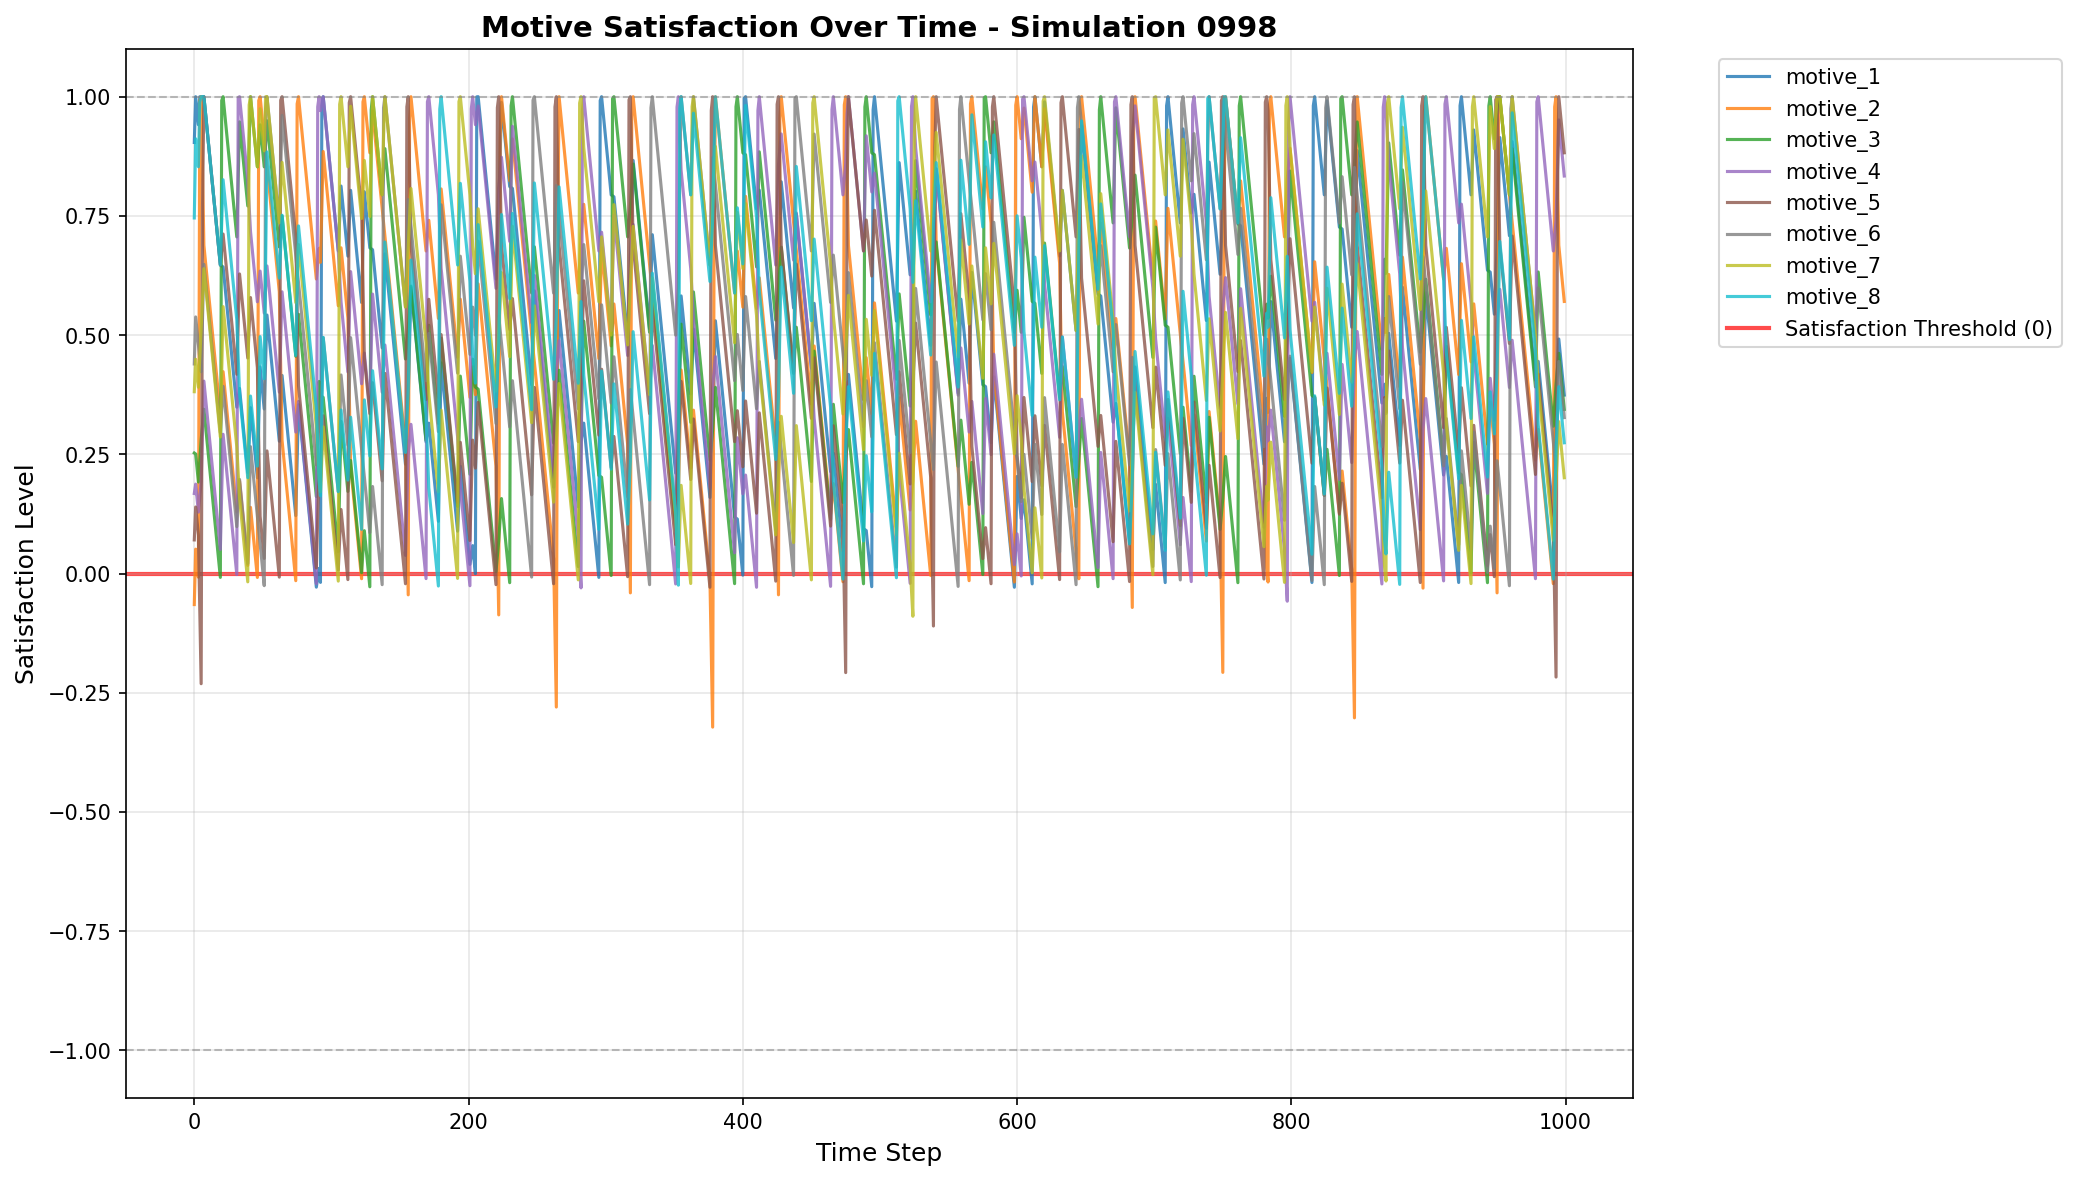 Motive Satisfaction Over Time - Simulation 0998
1.00
0.75
0.50
0.25
0.00
−0.25
−0.50
−0.75
−1.00
Satisfaction Level
0
200
400
600
800
1000
Time Step
motive_1
motive_2
motive_3
motive_4
motive_5
motive_6
motive_7
motive_8
Satisfaction Threshold (0)